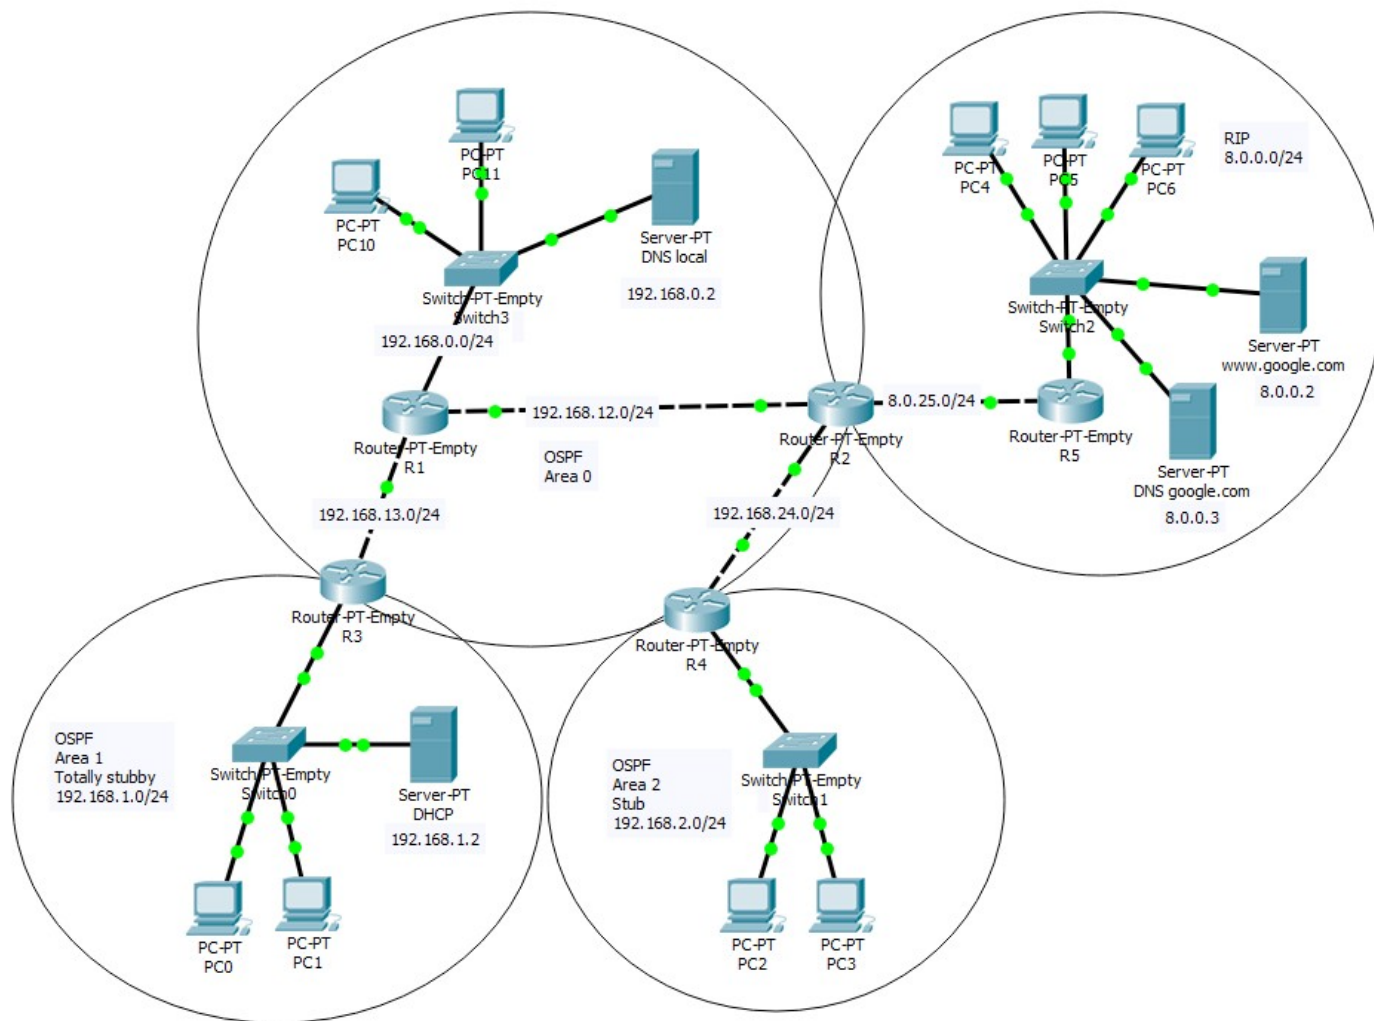 PC-PT
PC11
PC-PT
PC10
Server-PT
DNS local
192.168.0.2
Switch-PT-Empty
Switch3
192.168.0.0/24
Router-PT-Empty
R1
192.168.12.0/24
OSPF
Area 0
192.168.13.0/24
Router-PT-Empty
R2
8.0.25.0/24
192.168.24.0/24
PC-PT
PC4
PC-PT
PC5
PC-PT
PC6
RIP
8.0.0.0/24
Switch-PT-Empty
Switch2
Server-PT
www.google.com
8.0.0.2
Router-PT-Empty
R5
Server-PT
DNS google.com
8.0.0.3
Router-PT-Empty
R3
Router-PT-Empty
R4
OSPF
Area 1
Totally stubby
192.168.1.0/24
Switch-PT-Empty
Switch0
Server-PT
DHCP
192.168.1.2
PC-PT
PC0
PC-PT
PC1
OSPF
Area 2
Stub
192.168.2.0/24
Switch-PT-Empty
Switch1
PC-PT
PC2
PC-PT
PC3